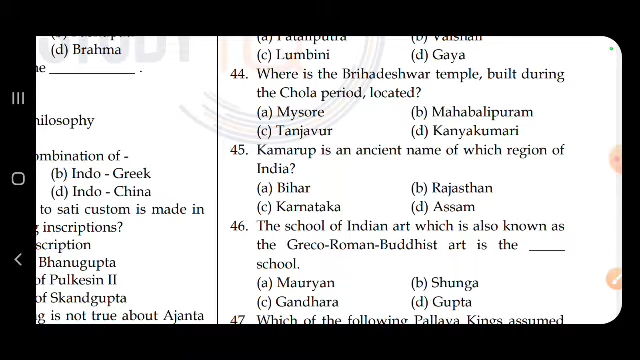 (d) Brahma
ne __________ .
hilosophy
ombination of -
(b) Indo - Greek
(d) Indo - China
to sati custom is made in
g inscriptions?
scription
Bhanugupta
of Pulkesin II
of Skandgupta
g is not true about Ajanta
(a) Pataliputra (b) Vaishali
(c) Lumbini (d) Gaya
44. Where is the Brihadeshwar temple, built during
the Chola period, located?
(a) Mysore (b) Mahabalipuram
(c) Tanjavur (d) Kanyakumari
45. Kamarup is an ancient name of which region of
India?
(a) Bihar (b) Rajasthan
(c) Karnataka (d) Assam
46. The school of Indian art which is also known as
the Greco-Roman-Buddhist art is the _____
school.
(a) Mauryan (b) Shunga
(c) Gandhara (d) Gupta
47. Which of the following Pallava Kings assumed